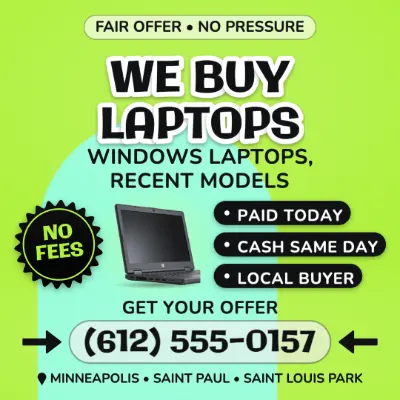 FAIR OFFER • NO PRESSURE
WE BUY
LAPTOPS
WINDOWS LAPTOPS,
RECENT MODELS
NO
FEES
• PAID TODAY
• CASH SAME DAY
• LOCAL BUYER
GET YOUR OFFER
(612) 555-0157
MINNEAPOLIS • SAINT PAUL • SAINT LOUIS PARK